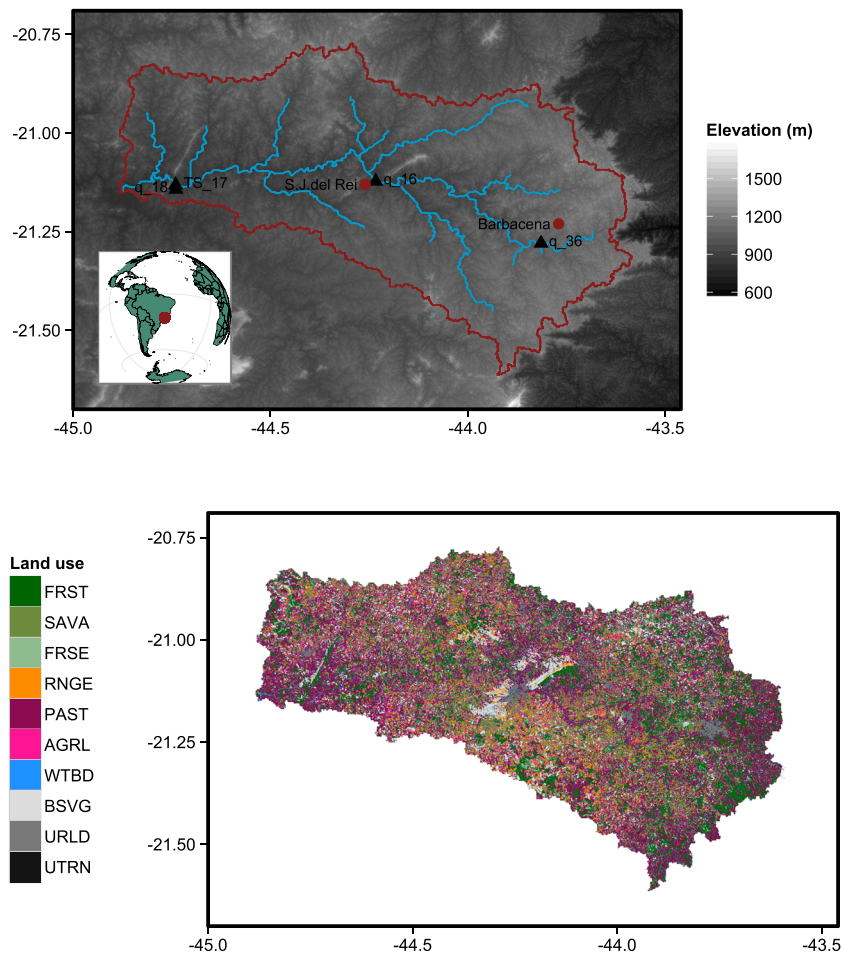 -20.75
-21.00
-21.25
-21.50
q_18
TS_17
S.J.del Rei
q_16
Barbacena
q_36
-45.0
-44.5
-44.0
-43.5
Elevation (m)
1500
1200
900
600
Land use
FRST
SAVA
FRSE
RNGE
PAST
AGRL
WTBD
BSVG
URLD
UTRN
-20.75
-21.00
-21.25
-21.50
-45.0
-44.5
-44.0
-43.5